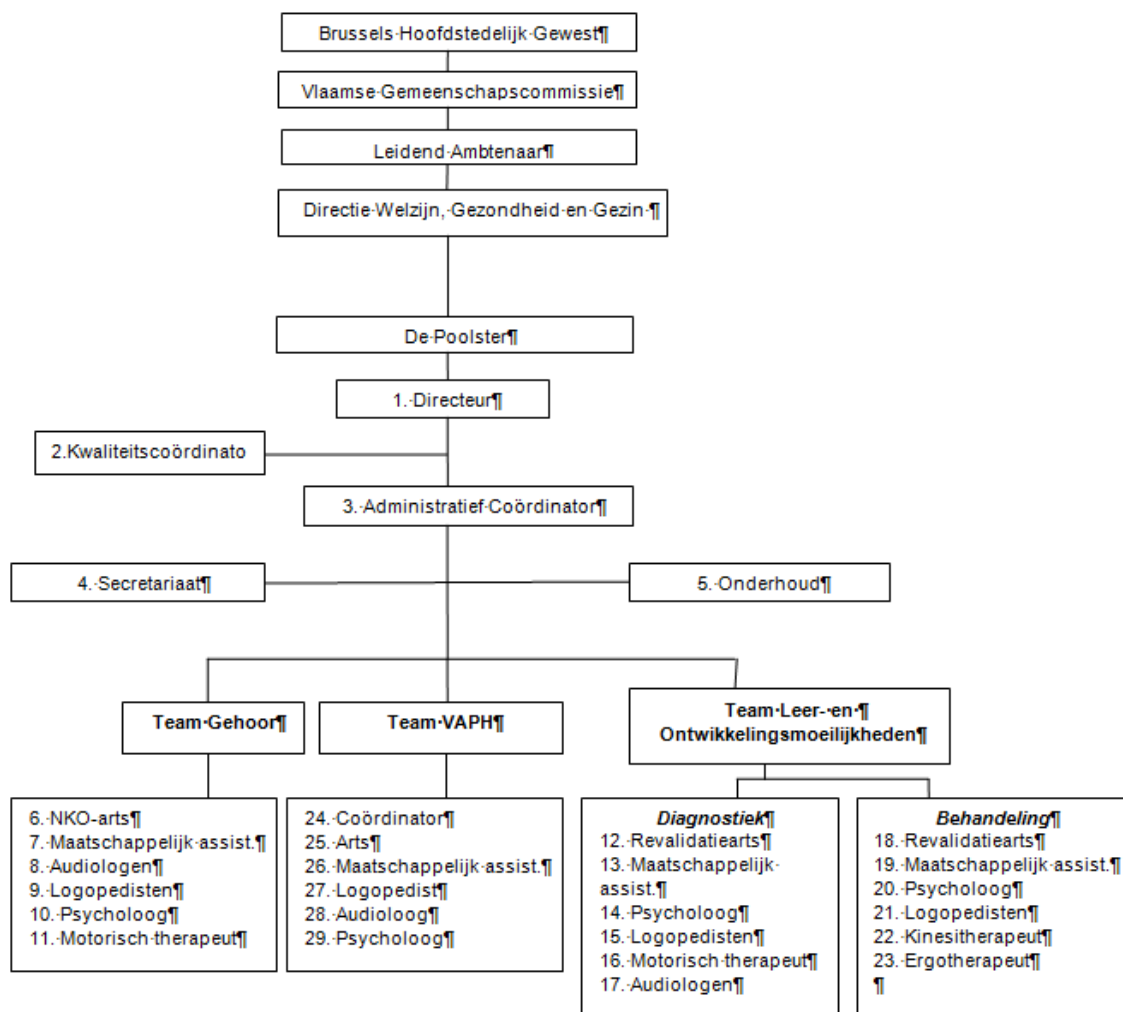 Brussels·Hoofdstedelijk·Gewest¶
Vlaamse·Gemeenschapscommissie¶
Leidend·Ambtenaar¶
Directie·Welzijn,·Gezondheid·en·Gezin·¶
De·Poolster¶
1.·Directeur¶
2.Kwaliteitscoördinato
3.·Administratief·Coördinator¶
4.·Secretariaat¶
5.·Onderhoud¶
Team·Gehoor¶
Team·VAPH¶
Team·Leer-·en·¶
Ontwikkelingsmoeilijkheden¶
6.·NKO-arts¶
7.·Maatschappelijk·assist.¶
8.·Audiologen¶
9.·Logopedisten¶
10.·Psycholoog¶
11.·Motorisch·therapeut¶
24.·Coördinator¶
25.·Arts¶
26.·Maatschappelijk·assist.¶
27.·Logopedist¶
28.·Audioloog¶
29.·Psycholoog¶
Diagnostiek¶
12.·Revalidatiearts¶
13.·Maatschappelijk·
assist.¶
14.·Psycholoog¶
15.·Logopedisten¶
16.·Motorisch·therapeut¶
17.·Audiologen¶
Behandeling¶
18.·Revalidatiearts¶
19.·Maatschappelijk·assist.¶
20.·Psycholoog¶
21.·Logopedisten¶
22.·Kinesitherapeut¶
23.·Ergotherapeut¶
¶